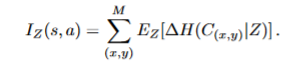 I_Z(s, a) = \sum_{(x,y)}^{M} E_Z[\Delta H(C_{(x,y)}|Z)].